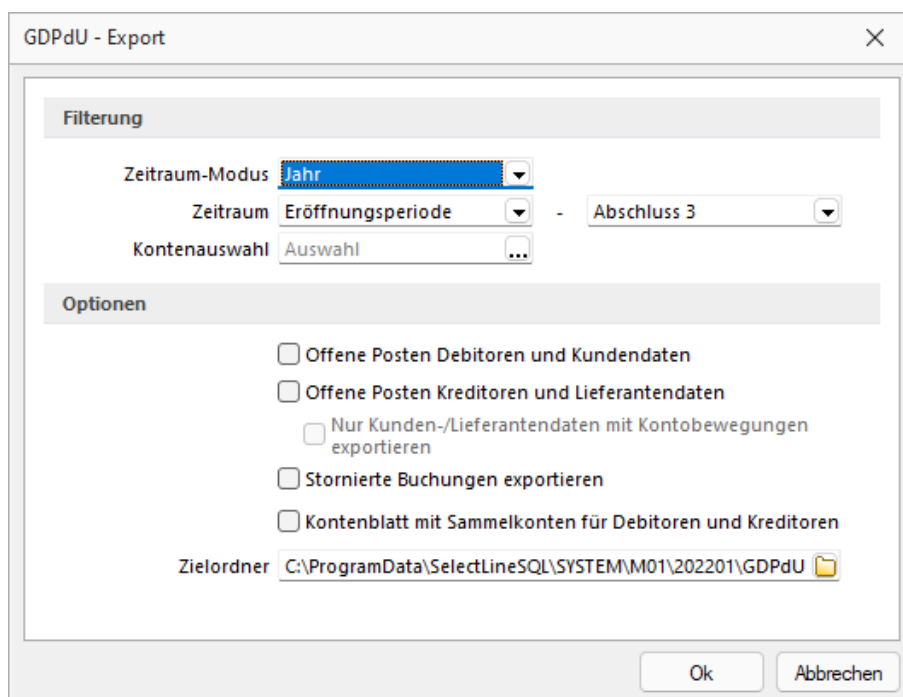 GDPdU - Export
Filterung
Zeitraum-Modus Jahr
Zeitraum Eröffnungsperiode - Abschluss 3
Kontenauswahl Auswahl ...
Optionen
Offene Posten Debitoren und Kundendaten
Offene Posten Kreditoren und Lieferantendaten
Nur Kunden-/Lieferantendaten mit Kontobewegungen
exportieren
Stornierte Buchungen exportieren
Kontenblatt mit Sammelkonten für Debitoren und Kreditoren
Zielordner C:\ProgramData\SelectLineSQL\SYSTEM\M01\202201\GDPdU
Ok Abbrechen